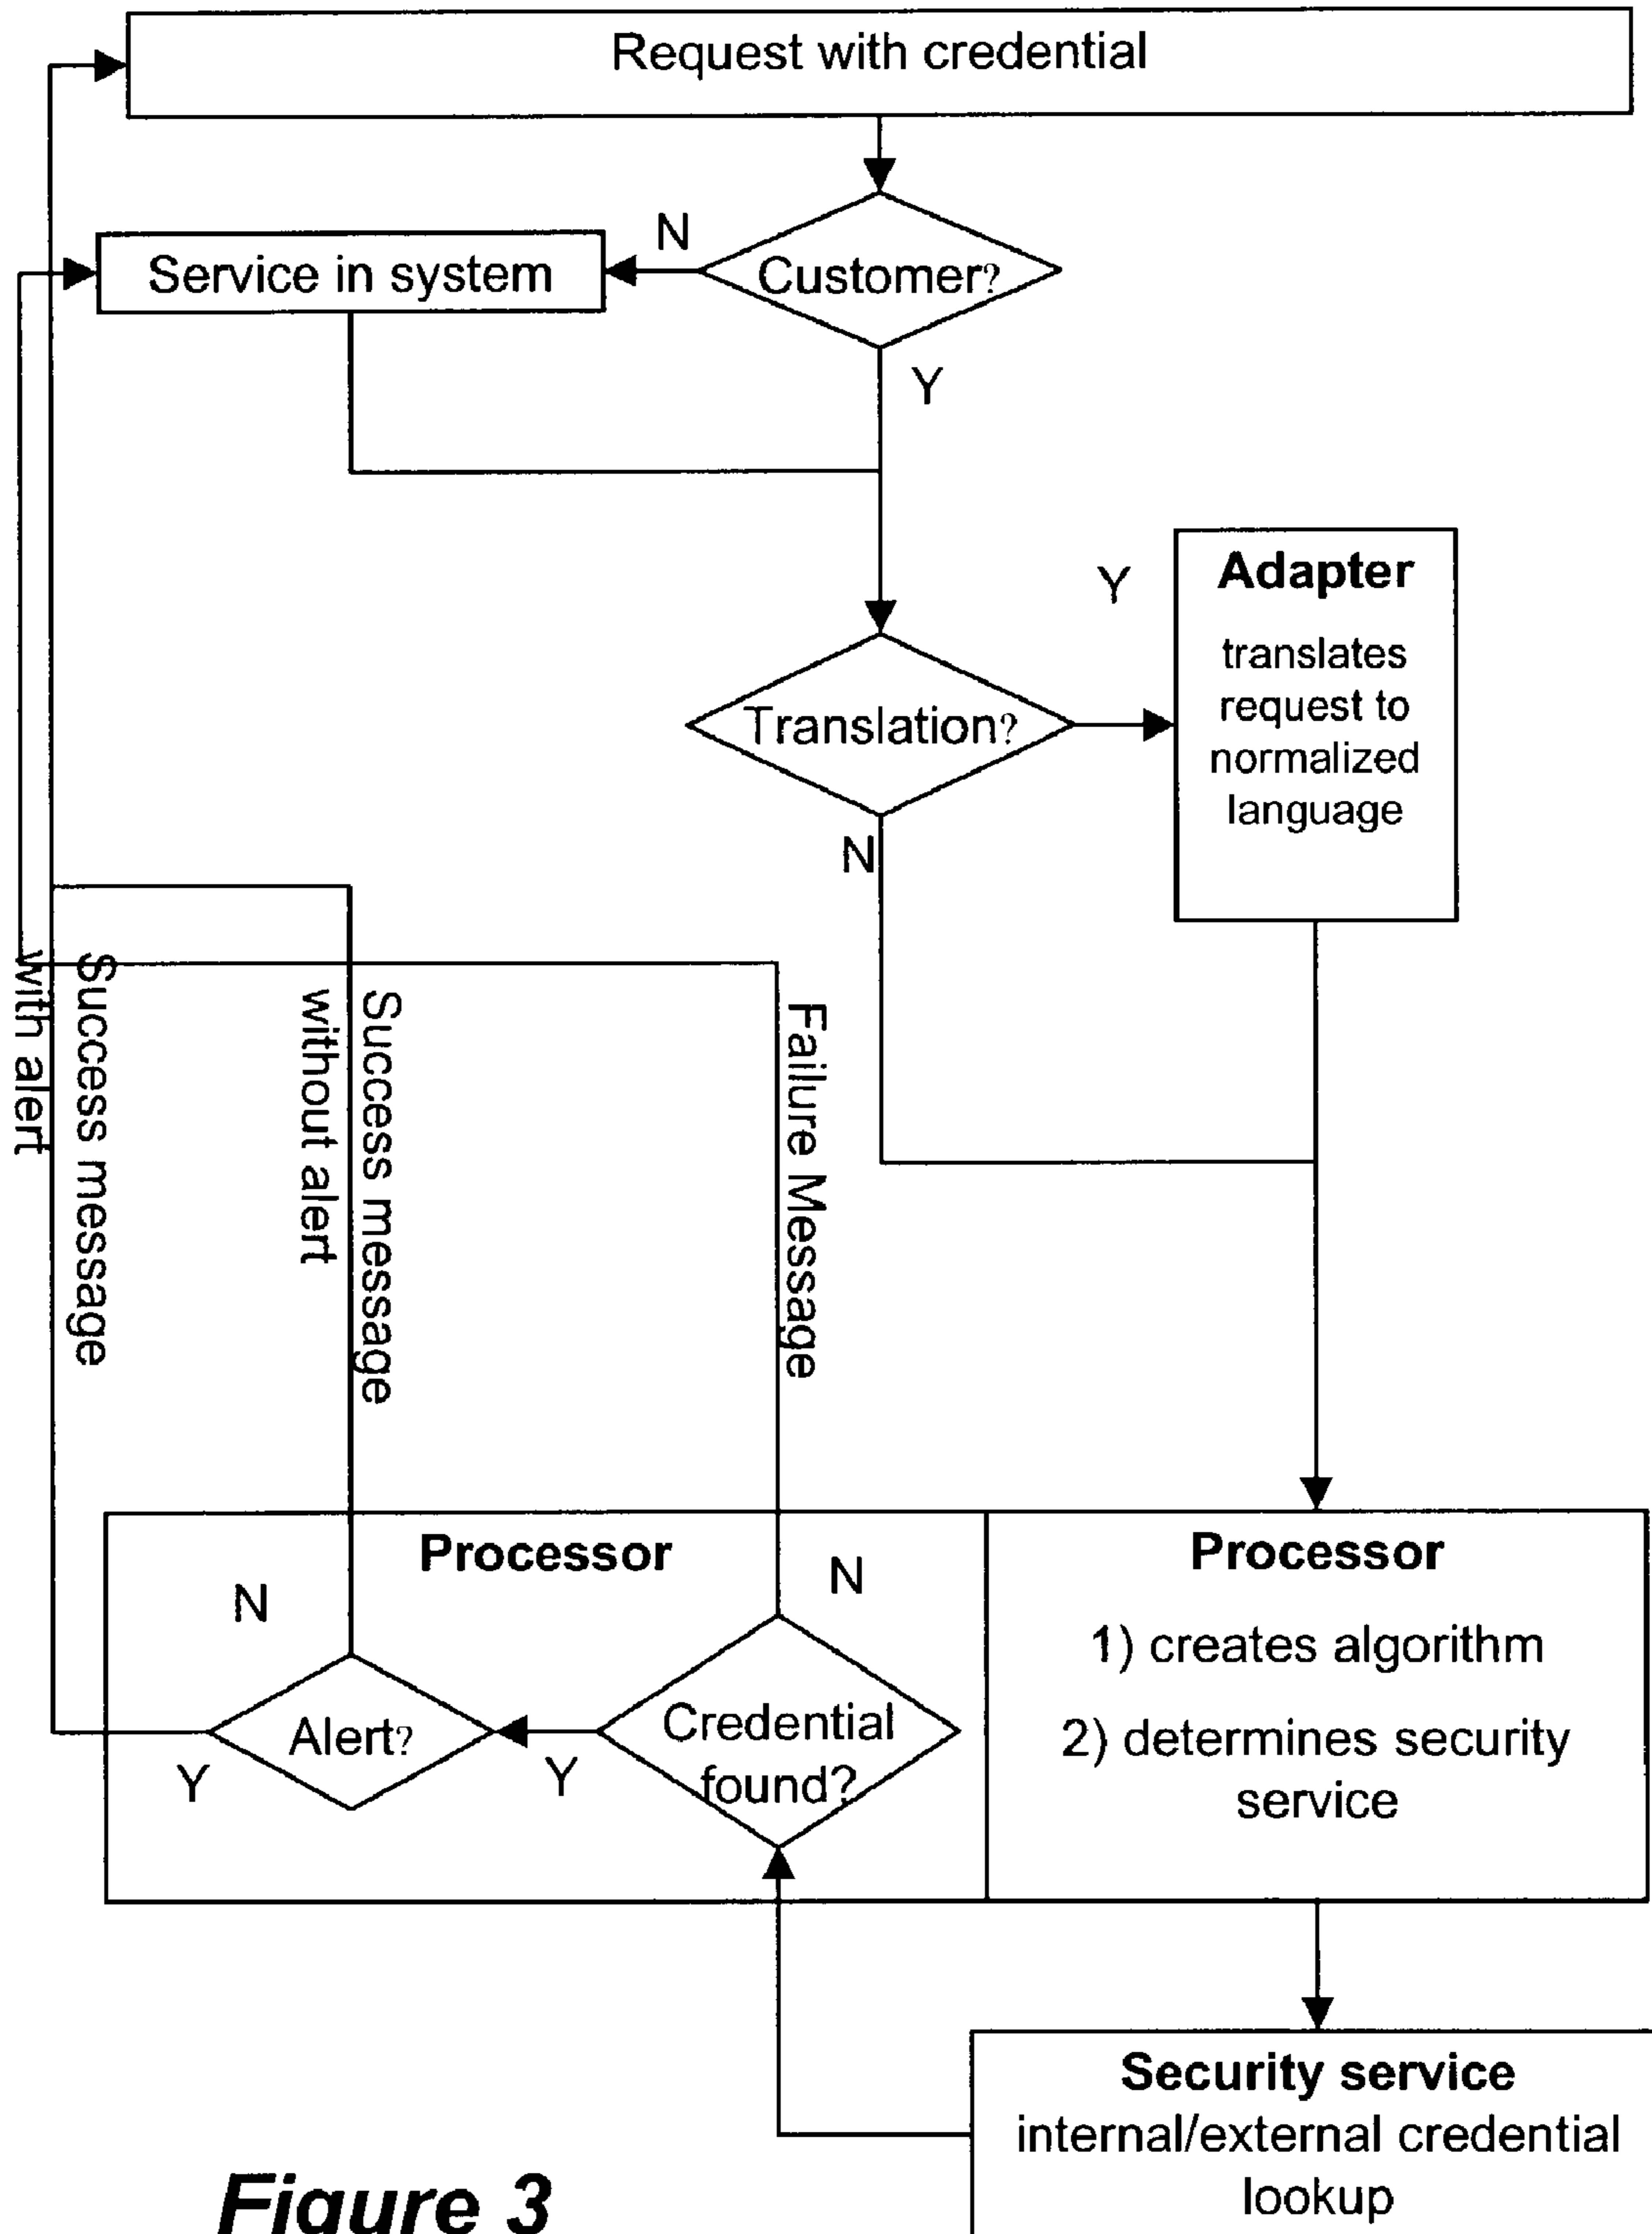 Request with credential
N
Service in system
Customer?
Y
Y
Adapter
translates
request to
normalized
language
Translation?
N
Success message
with alert
Success message
without alert
Failure Message
Processor
N
N
Alert?
Y
Y
Credential
found?
Processor
1) creates algorithm
2) determines security
service
Security service
internal/external credential
lookup
Figure 3